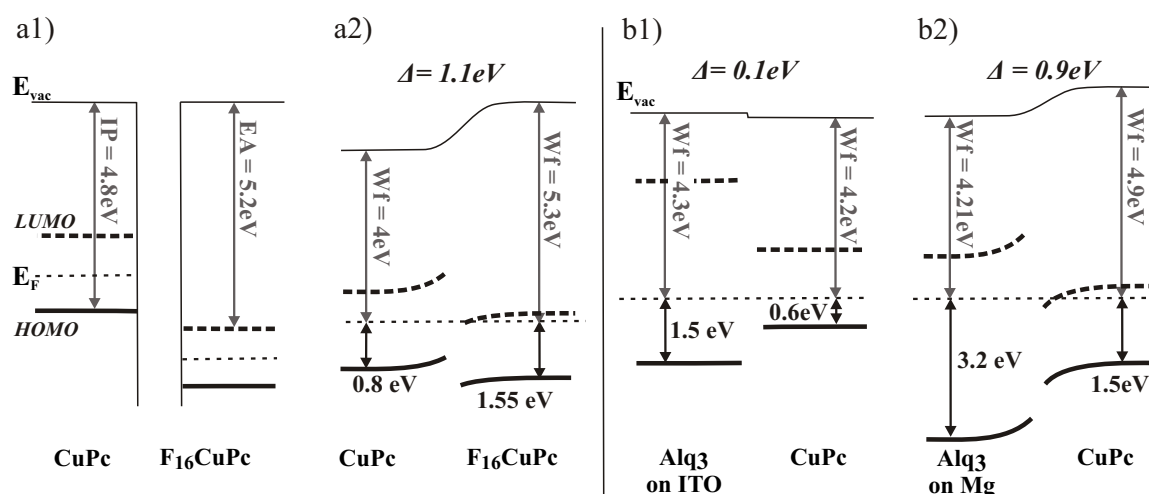 a1)
a2)
b1)
b2)
Δ= 1.1eV
Δ= 0.1eV
Δ= 0.9eV
Evac
IP = 4.8eV
EA = 5.2eV
LUMO
EF
HOMO
Wf = 4eV
Wf = 5.3eV
0.8 eV
1.55 eV
Evac
Wf = 4.3eV
Wf = 4.2eV
1.5 eV
0.6eV
Wf = 4.21eV
Wf = 4.9eV
3.2 eV
1.5eV
CuPc
F16CuPc
CuPc
F16CuPc
Alq3
on ITO
CuPc
Alq3
on Mg
CuPc